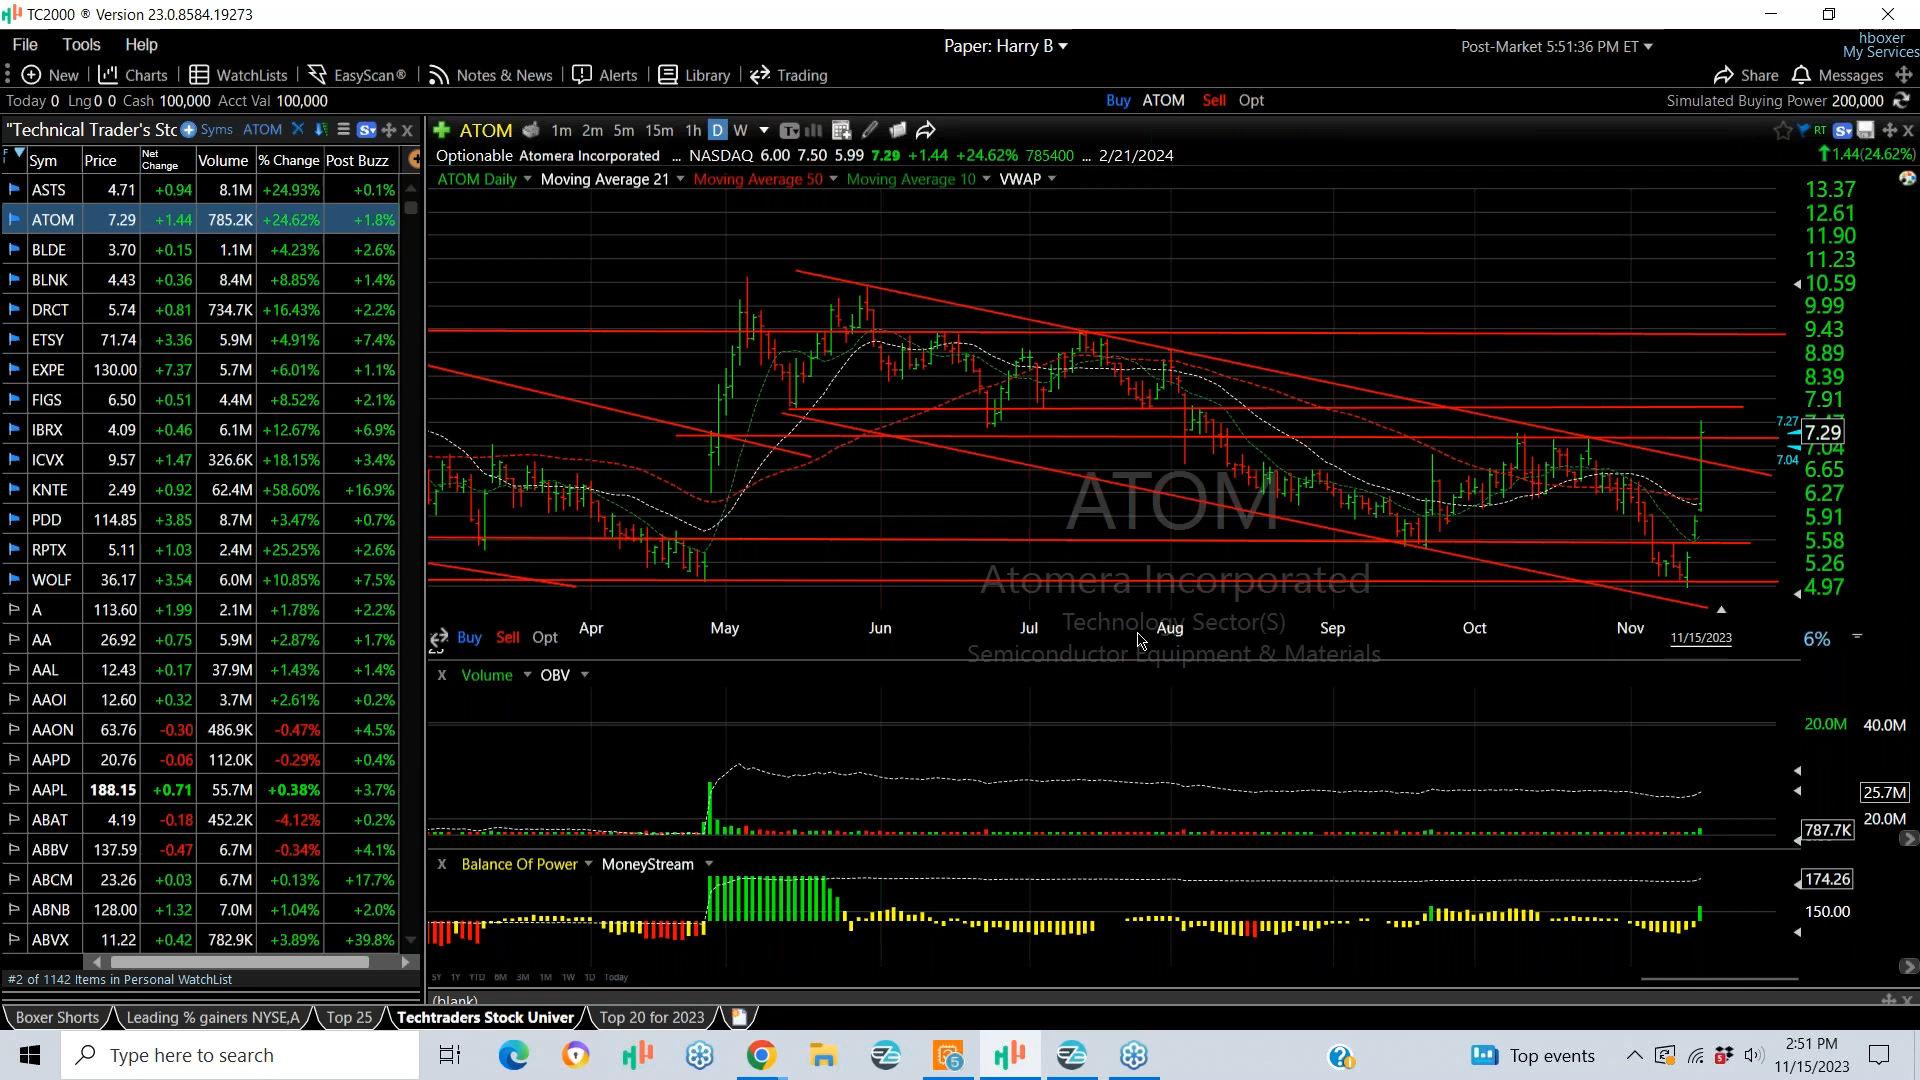 TC2000 ® Version 23.0.8584.19273
File Tools Help
Paper: Harry B
Post-Market 5:51:36 PM ET
hboxer
My Services
New Charts WatchLists EasyScan® Notes & News Alerts Library Trading
Share Messages
Today 0 Lng 0 0 Cash 100,000 Acct Val 100,000
Buy ATOM Sell Opt
Simulated Buying Power 200,000
"Technical Trader's Stc Syms ATOM
ATOM 1m 2m 5m 15m 1h D W
RT
Sym Price Net Change Volume % Change Post Buzz
Optionable Atomera Incorporated ... NASDAQ 6.00 7.50 5.99 7.29 +1.44 +24.62% 785400 ... 2/21/2024
1.44(24.62%)
ATOM Daily Moving Average 21 Moving Average 50 Moving Average 10 VWAP
ASTS 4.71 +0.94 8.1M +24.93% +0.1%
ATOM 7.29 +1.44 785.2K +24.62% +1.8%
BLDE 3.70 +0.15 1.1M +4.23% +2.6%
BLNK 4.43 +0.36 8.4M +8.85% +1.4%
DRCT 5.74 +0.81 734.7K +16.43% +2.2%
ETSY 71.74 +3.36 5.9M +4.91% +7.4%
EXPE 130.00 +7.37 5.7M +6.01% +1.1%
FIGS 6.50 +0.51 4.4M +8.52% +2.1%
IBRX 4.09 +0.46 6.1M +12.67% +6.9%
ICVX 9.57 +1.47 326.6K +18.15% +3.4%
KNTE 2.49 +0.92 62.4M +58.60% +16.9%
PDD 114.85 +3.85 8.7M +3.47% +0.7%
RPTX 5.11 +1.03 2.4M +25.25% +2.6%
WOLF 36.17 +3.54 6.0M +10.85% +7.5%
A 113.60 +1.99 2.1M +1.78% +2.2%
AA 26.92 +0.75 5.9M +2.87% +1.7%
AAL 12.43 +0.17 37.9M +1.43% +1.4%
AAOI 12.60 +0.32 3.7M +2.61% +0.2%
AAON 63.76 -0.30 486.9K -0.47% +4.5%
AAPD 20.76 -0.06 112.0K -0.29% +0.4%
AAPL 188.15 +0.71 55.7M +0.38% +3.7%
ABAT 4.19 -0.18 452.2K -4.12% +0.2%
ABBV 137.59 -0.47 6.7M -0.34% +4.1%
ABCM 23.26 +0.03 6.7M +0.13% +17.7%
ABNB 128.00 +1.32 7.0M +1.04% +2.0%
ABVX 11.22 +0.42 782.9K +3.89% +39.8%
#2 of 1142 Items in Personal WatchList
13.37
12.61
11.90
11.23
10.59
9.99
9.43
8.89
8.39
7.91
7.27
7.29
7.04
7.04
6.65
6.27
5.91
5.58
5.26
4.97
ATOM
Atomera Incorporated
Technology Sector(S)
Semiconductor Equipment & Materials
Buy Sell Opt
Apr May Jun Jul Aug Sep Oct Nov 11/15/2023
6%
X Volume OBV
20.0M 40.0M
25.7M
20.0M
787.7K
X Balance Of Power MoneyStream
174.26
150.00
5Y 1Y YTD 6M 3M 1M 1W 1D Today
(blank)
Boxer Shorts Leading % gainers NYSE,A Top 25 Techtraders Stock Univer Top 20 for 2023
Type here to search
Top events
2:51 PM
11/15/2023